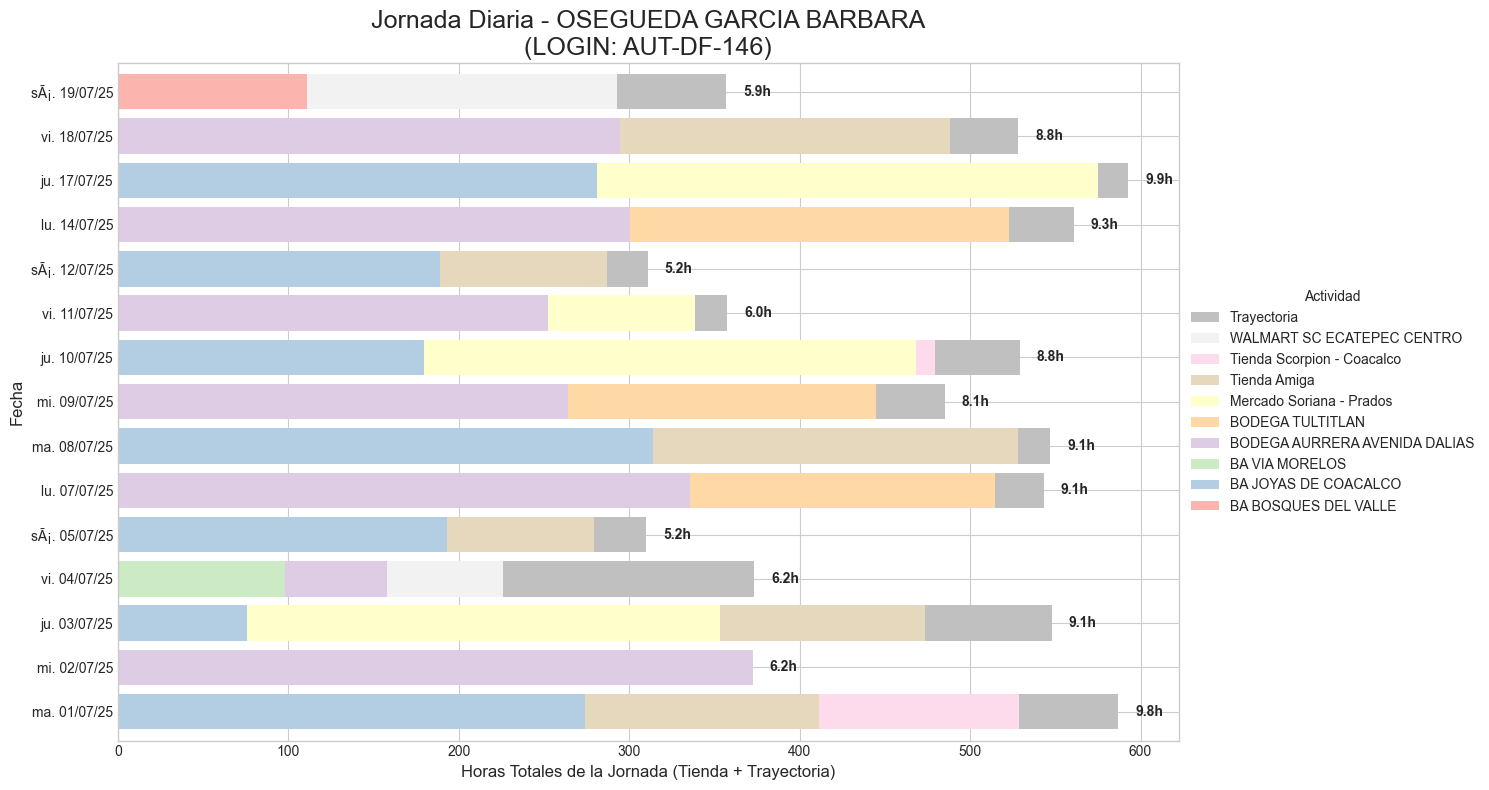 Jornada Diaria - OSEGUEDA GARCIA BARBARA
(LOGIN: AUT-DF-146)
sÃ¡. 19/07/25
5.9h
vi. 18/07/25
8.8h
ju. 17/07/25
9.9h
lu. 14/07/25
9.3h
sÃ¡. 12/07/25
5.2h
vi. 11/07/25
6.0h
ju. 10/07/25
8.8h
mi. 09/07/25
8.1h
ma. 08/07/25
9.1h
lu. 07/07/25
9.1h
sÃ¡. 05/07/25
5.2h
vi. 04/07/25
6.2h
ju. 03/07/25
9.1h
mi. 02/07/25
6.2h
ma. 01/07/25
9.8h
Fecha
0 100 200 300 400 500 600
Horas Totales de la Jornada (Tienda + Trayectoria)
Actividad
Trayectoria
WALMART SC ECATEPEC CENTRO
Tienda Scorpion - Coacalco
Tienda Amiga
Mercado Soriana - Prados
BODEGA TULTITLAN
BODEGA AURRERA AVENIDA DALIAS
BA VIA MORELOS
BA JOYAS DE COACALCO
BA BOSQUES DEL VALLE